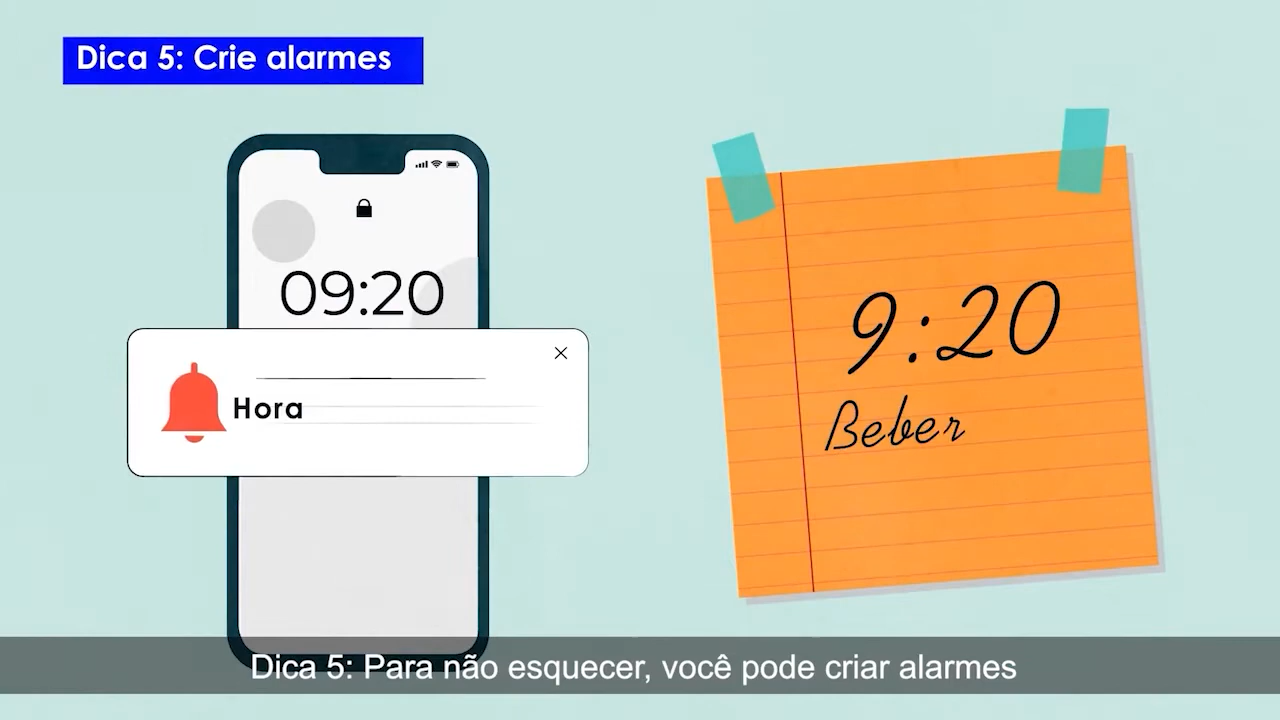 Dica 5: Crie alarmes
09:20
Hora
9:20
Beber
Dica 5: Para não esquecer, você pode criar alarmes